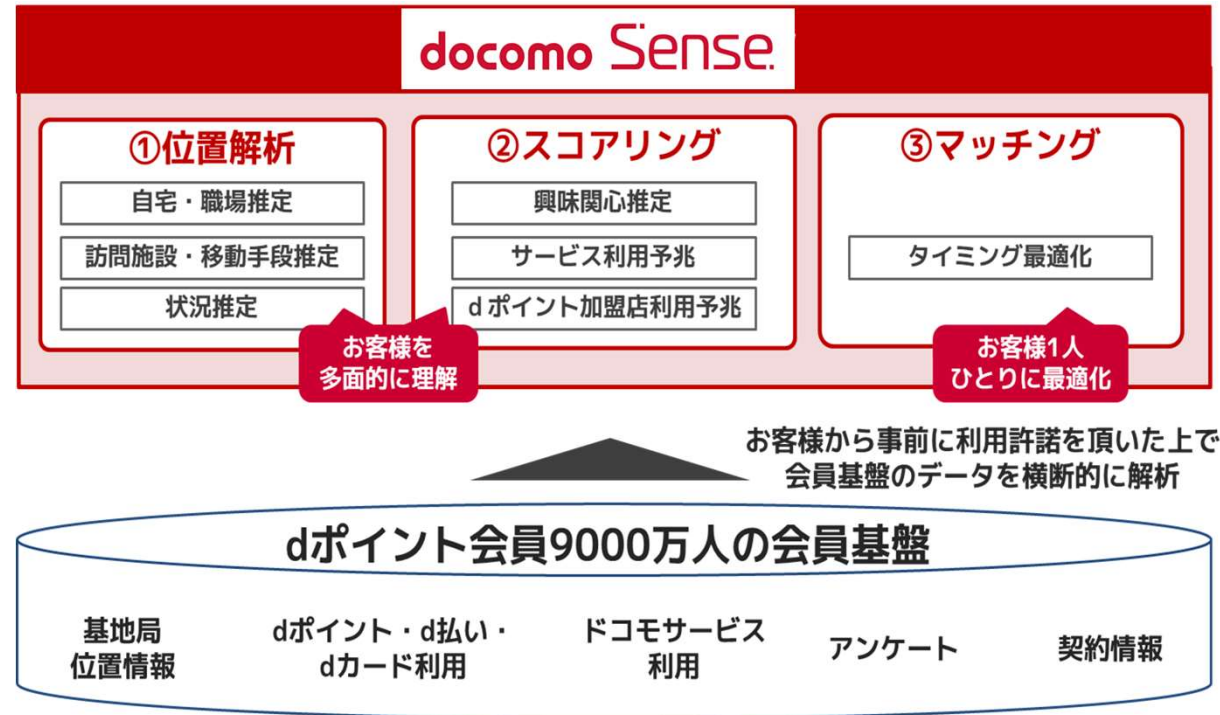 docomo Sense
①位置解析
自宅・職場推定
訪問施設・移動手段推定
状況推定
お客様を
多面的に理解
②スコアリング
興味関心推定
サービス利用予兆
dポイント加盟店利用予兆
③マッチング
タイミング最適化
お客様1人
ひとりに最適化
お客様から事前に利用許諾を頂いた上で
会員基盤のデータを横断的に解析
dポイント会員9000万人の会員基盤
基地局
位置情報
dポイント・d払い・
dカード利用
ドコモサービス
利用
アンケート
契約情報